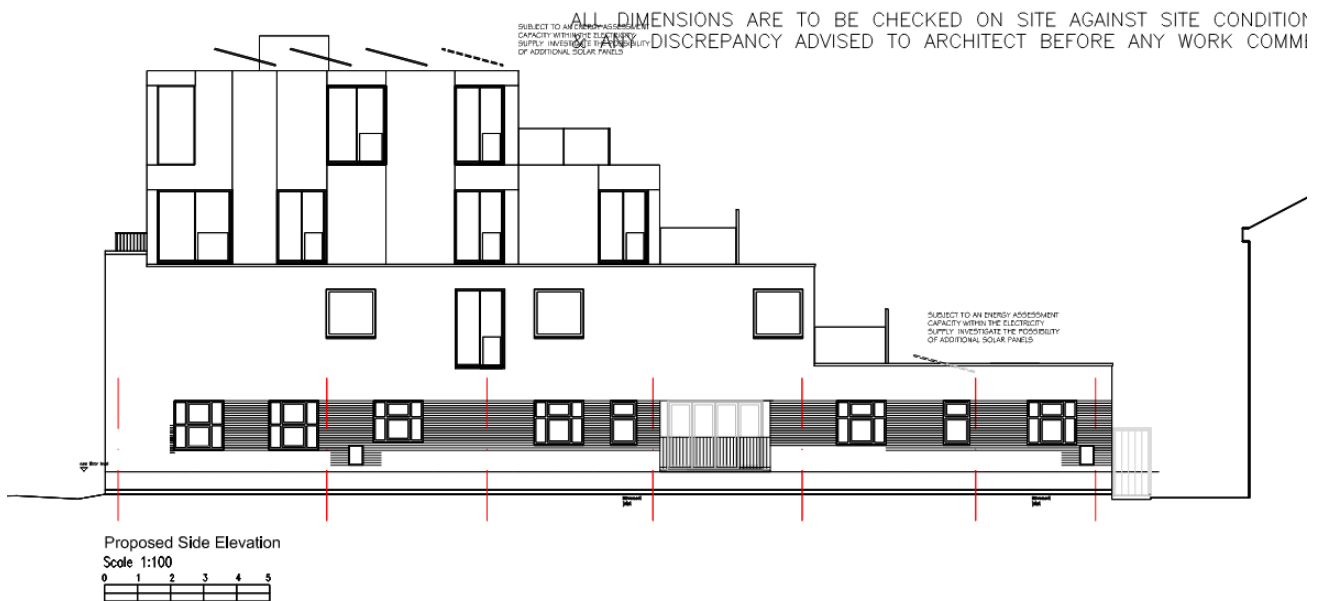 ALL DIMENSIONS ARE TO BE CHECKED ON SITE AGAINST SITE CONDITION
& ANY DISCREPANCY ADVISED TO ARCHITECT BEFORE ANY WORK COMME
SUBJECT TO AN ENERGY ASSESSMENT
CAPACITY WITHIN THE ELECTRICITY
SUPPLY INVESTIGATE THE POSSIBILITY
OF ADDITIONAL SOLAR PANELS
SUBJECT TO AN ENERGY ASSESSMENT
CAPACITY WITHIN THE ELECTRICITY
SUPPLY INVESTIGATE THE POSSIBILITY
OF ADDITIONAL SOLAR PANELS
Proposed Side Elevation
Scale 1:100
0 1 2 3 4 5